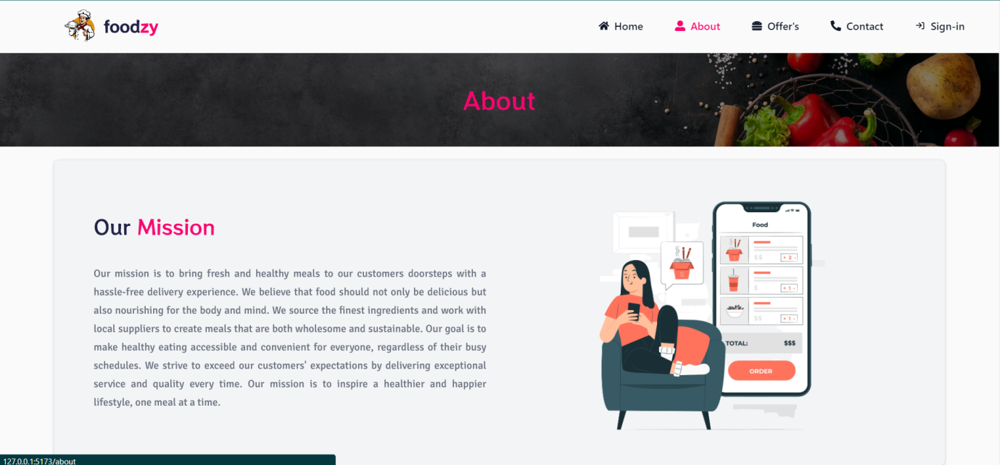 foodzy
Home
About
Offer's
Contact
Sign-in
About
Our Mission
Our mission is to bring fresh and healthy meals to our customers doorsteps with a
hassle-free delivery experience. We believe that food should not only be delicious but
also nourishing for the body and mind. We source the finest ingredients and work with
local suppliers to create meals that are both wholesome and sustainable. Our goal is to
make healthy eating accessible and convenient for everyone, regardless of their busy
schedules. We strive to exceed our customers' expectations by delivering exceptional
service and quality every time. Our mission is to inspire a healthier and happier
lifestyle, one meal at a time.
Food
$$ + 2 -
$ + 1 -
$$ + 1 -
TOTAL: $$$
ORDER
127.0.0.1:5173/about